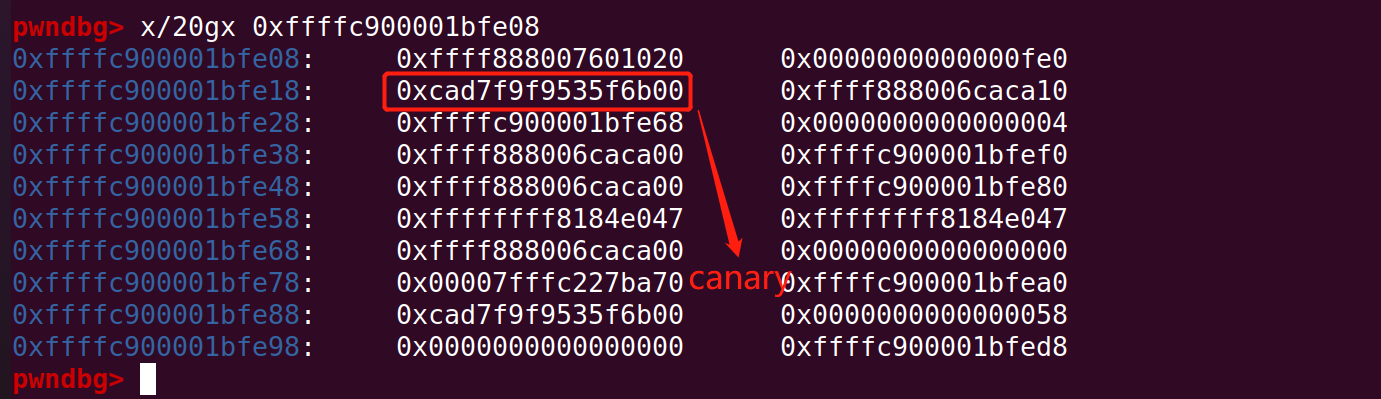 pwndbg> x/20gx 0xffffc900001bfe08
0xffffc900001bfe08: 0xffff888007601020 0x0000000000000fe0
0xffffc900001bfe18: 0xcad7f9f9535f6b00 0xffff888006caca10
0xffffc900001bfe28: 0xffffc900001bfe68 0x0000000000000004
0xffffc900001bfe38: 0xffff888006caca00 0xffffc900001bfef0
0xffffc900001bfe48: 0xffff888006caca00 0xffffc900001bfe80
0xffffc900001bfe58: 0xffffffff8184e047 0xffffffff8184e047
0xffffc900001bfe68: 0xffff888006caca00 0x0000000000000000
0xffffc900001bfe78: 0x00007fffc227ba70 0xffffc900001bfea0
canary
0xffffc900001bfe88: 0xcad7f9f9535f6b00 0x0000000000000058
0xffffc900001bfe98: 0x0000000000000000 0xffffc900001bfed8
pwndbg>